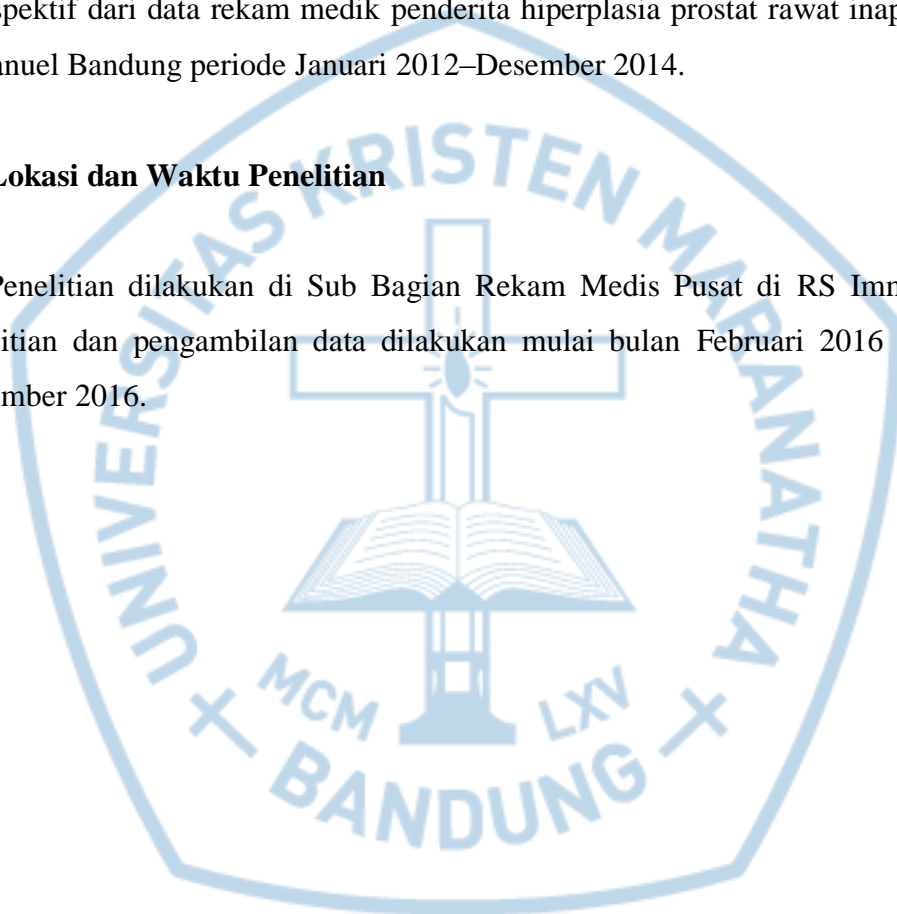 spektif dari data rekam medik penderita hiperplasia prostat rawat inap
anuel Bandung periode Januari 2012–Desember 2014.
Lokasi dan Waktu Penelitian
Penelitian dilakukan di Sub Bagian Rekam Medis Pusat di RS Imm
itian dan pengambilan data dilakukan mulai bulan Februari 2016
mber 2016.
UNIVERSITAS KRISTEN MARANATHA
MCM LXV
BANDUNG